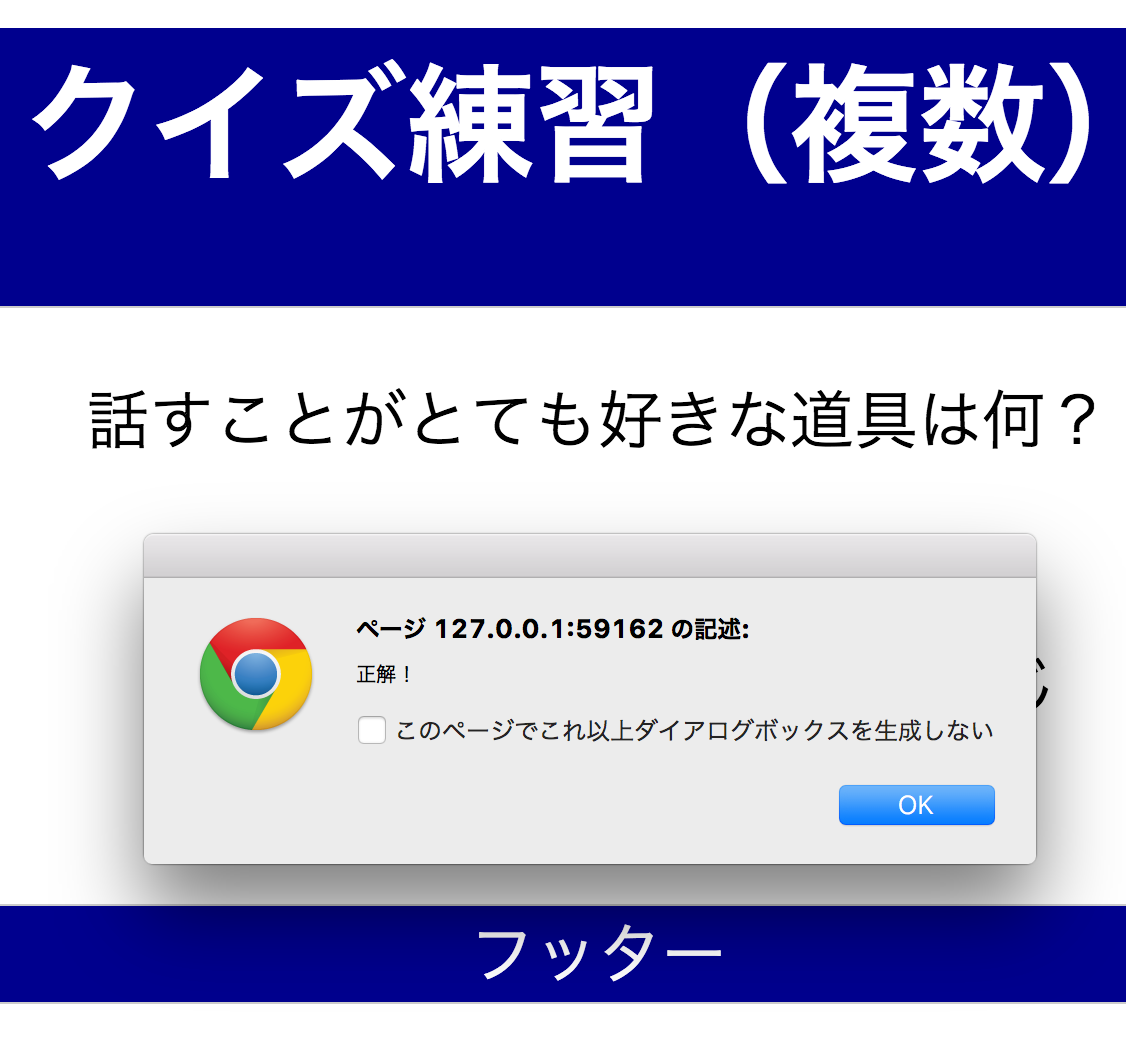 クイズ練習（複数）
話すことがとても好きな道具は何？
ページ 127.0.0.1:59162 の記述:
正解！
このページでこれ以上ダイアログボックスを生成しない
OK
フッター